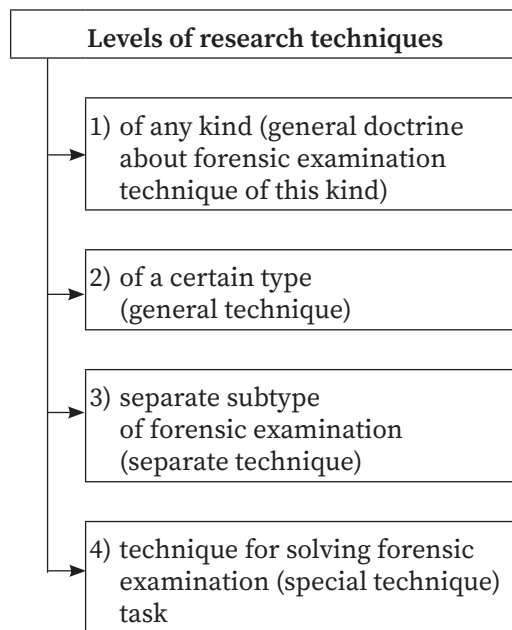 Levels of research techniques
1) of any kind (general doctrine
about forensic examination
technique of this kind)
2) of a certain type
(general technique)
3) separate subtype
of forensic examination
(separate technique)
4) technique for solving forensic
examination (special technique)
task